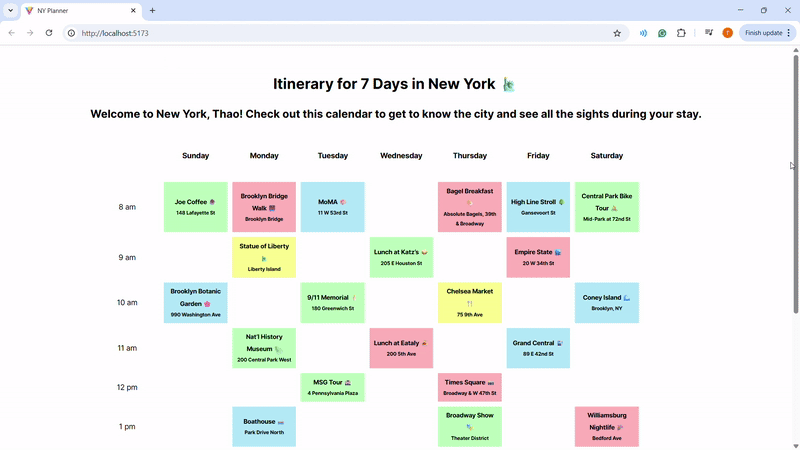 NY Planner
http://localhost:5173
Finish update
Itinerary for 7 Days in New York 🗽
Welcome to New York, Thao! Check out this calendar to get to know the city and see all the sights during your stay.
Sunday Monday Tuesday Wednesday Thursday Friday Saturday
8 am
Joe Coffee
148 Lafayette St
Brooklyn Bridge
Walk
Brooklyn Bridge
MoMA
11 W 53rd St
Bagel Breakfast
Absolute Bagels, 39th
& Broadway
High Line Stroll
Gansevoort St
Central Park Bike
Tour
Mid-Park at 72nd St
9 am
Statue of Liberty
Liberty Island
Lunch at Katz's
205 E Houston St
Empire State
20 W 34th St
10 am
Brooklyn Botanic
Garden
990 Washington Ave
9/11 Memorial
180 Greenwich St
Chelsea Market
75 9th Ave
Coney Island
Brooklyn, NY
11 am
Nat'l History
Museum
200 Central Park West
Lunch at Eataly
200 5th Ave
Grand Central
89 E 42nd St
12 pm
MSG Tour
4 Pennsylvania Plaza
Times Square
Broadway & W 47th St
1 pm
Boathouse
Park Drive North
Broadway Show
Theater District
Williamsburg
Nightlife
Bedford Ave